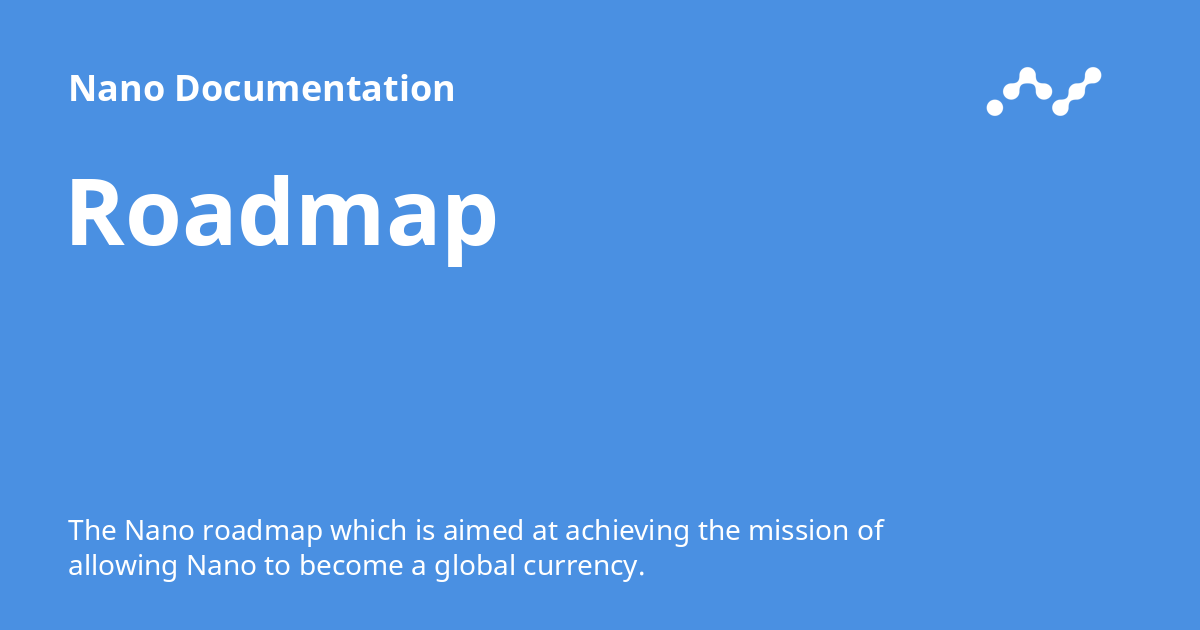 Nano Documentation
Roadmap
The Nano roadmap which is aimed at achieving the mission of
allowing Nano to become a global currency.